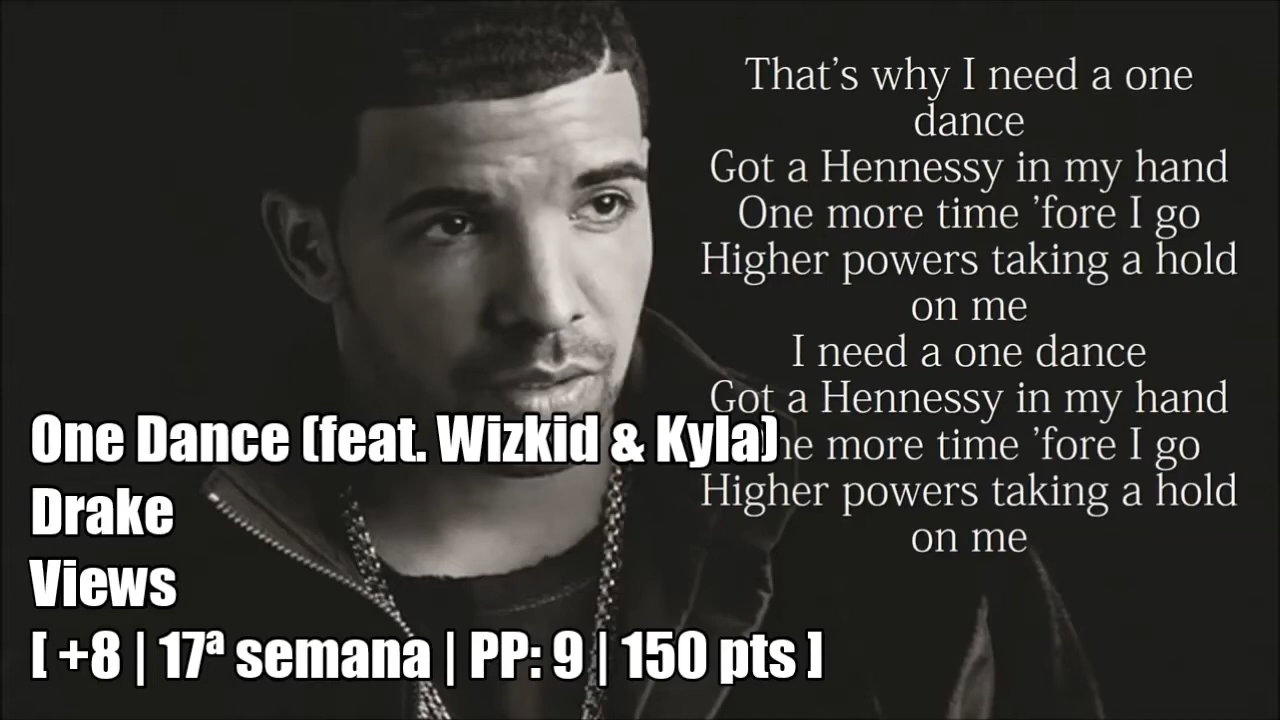 That's why I need a one
dance
Got a Hennessy in my hand
One more time 'fore I go
Higher powers taking a hold
on me
I need a one dance
Got a Hennessy in my hand
ne more time 'fore I go
Higher powers taking a hold
on me
One Dance (feat. Wizkid & Kyla)
Drake
Views
[ +8 | 17ª semana | PP: 9 | 150 pts ]